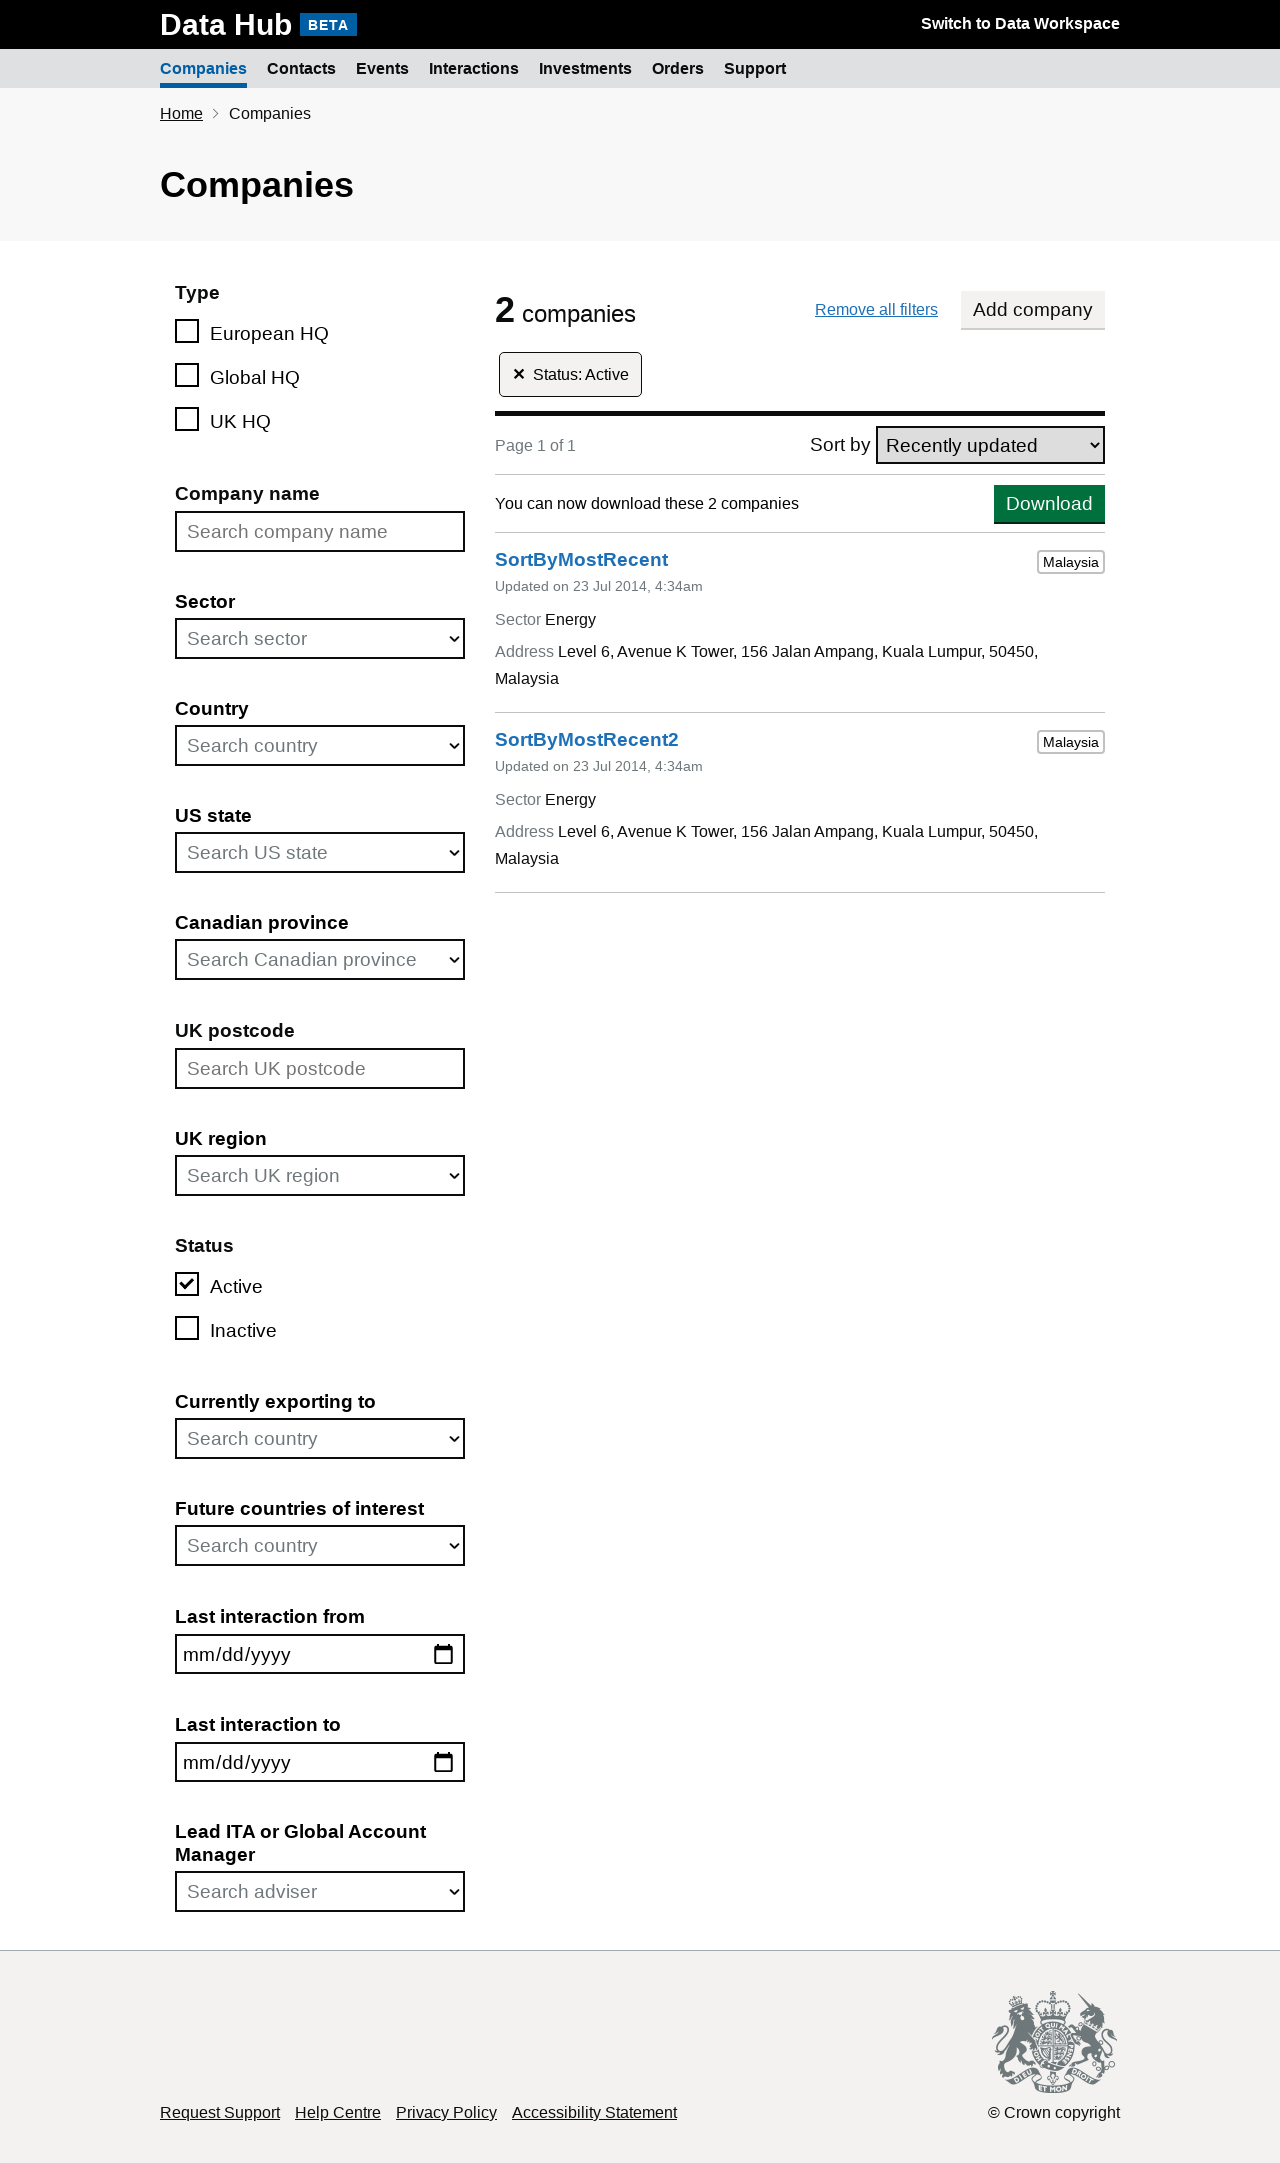 Data Hub BETA
Switch to Data Workspace
Companies Contacts Events Interactions Investments Orders Support
Home Companies
Companies
Type
European HQ
Global HQ
UK HQ
Company name
Search company name
Sector
Search sector
Country
Search country
US state
Search US state
Canadian province
Search Canadian province
UK postcode
Search UK postcode
UK region
Search UK region
Status
Active
Inactive
Currently exporting to
Search country
Future countries of interest
Search country
Last interaction from
mm/dd/yyyy
Last interaction to
mm/dd/yyyy
Lead ITA or Global Account
Manager
Search adviser
2 companies
Remove all filters
Add company
✕ Status: Active
Page 1 of 1
Sort by Recently updated
You can now download these 2 companies
Download
SortByMostRecent
Malaysia
Updated on 23 Jul 2014, 4:34am
Sector Energy
Address Level 6, Avenue K Tower, 156 Jalan Ampang, Kuala Lumpur, 50450,
Malaysia
SortByMostRecent2
Malaysia
Updated on 23 Jul 2014, 4:34am
Sector Energy
Address Level 6, Avenue K Tower, 156 Jalan Ampang, Kuala Lumpur, 50450,
Malaysia
DIEU ET MON DROIT
Request Support Help Centre Privacy Policy Accessibility Statement
© Crown copyright